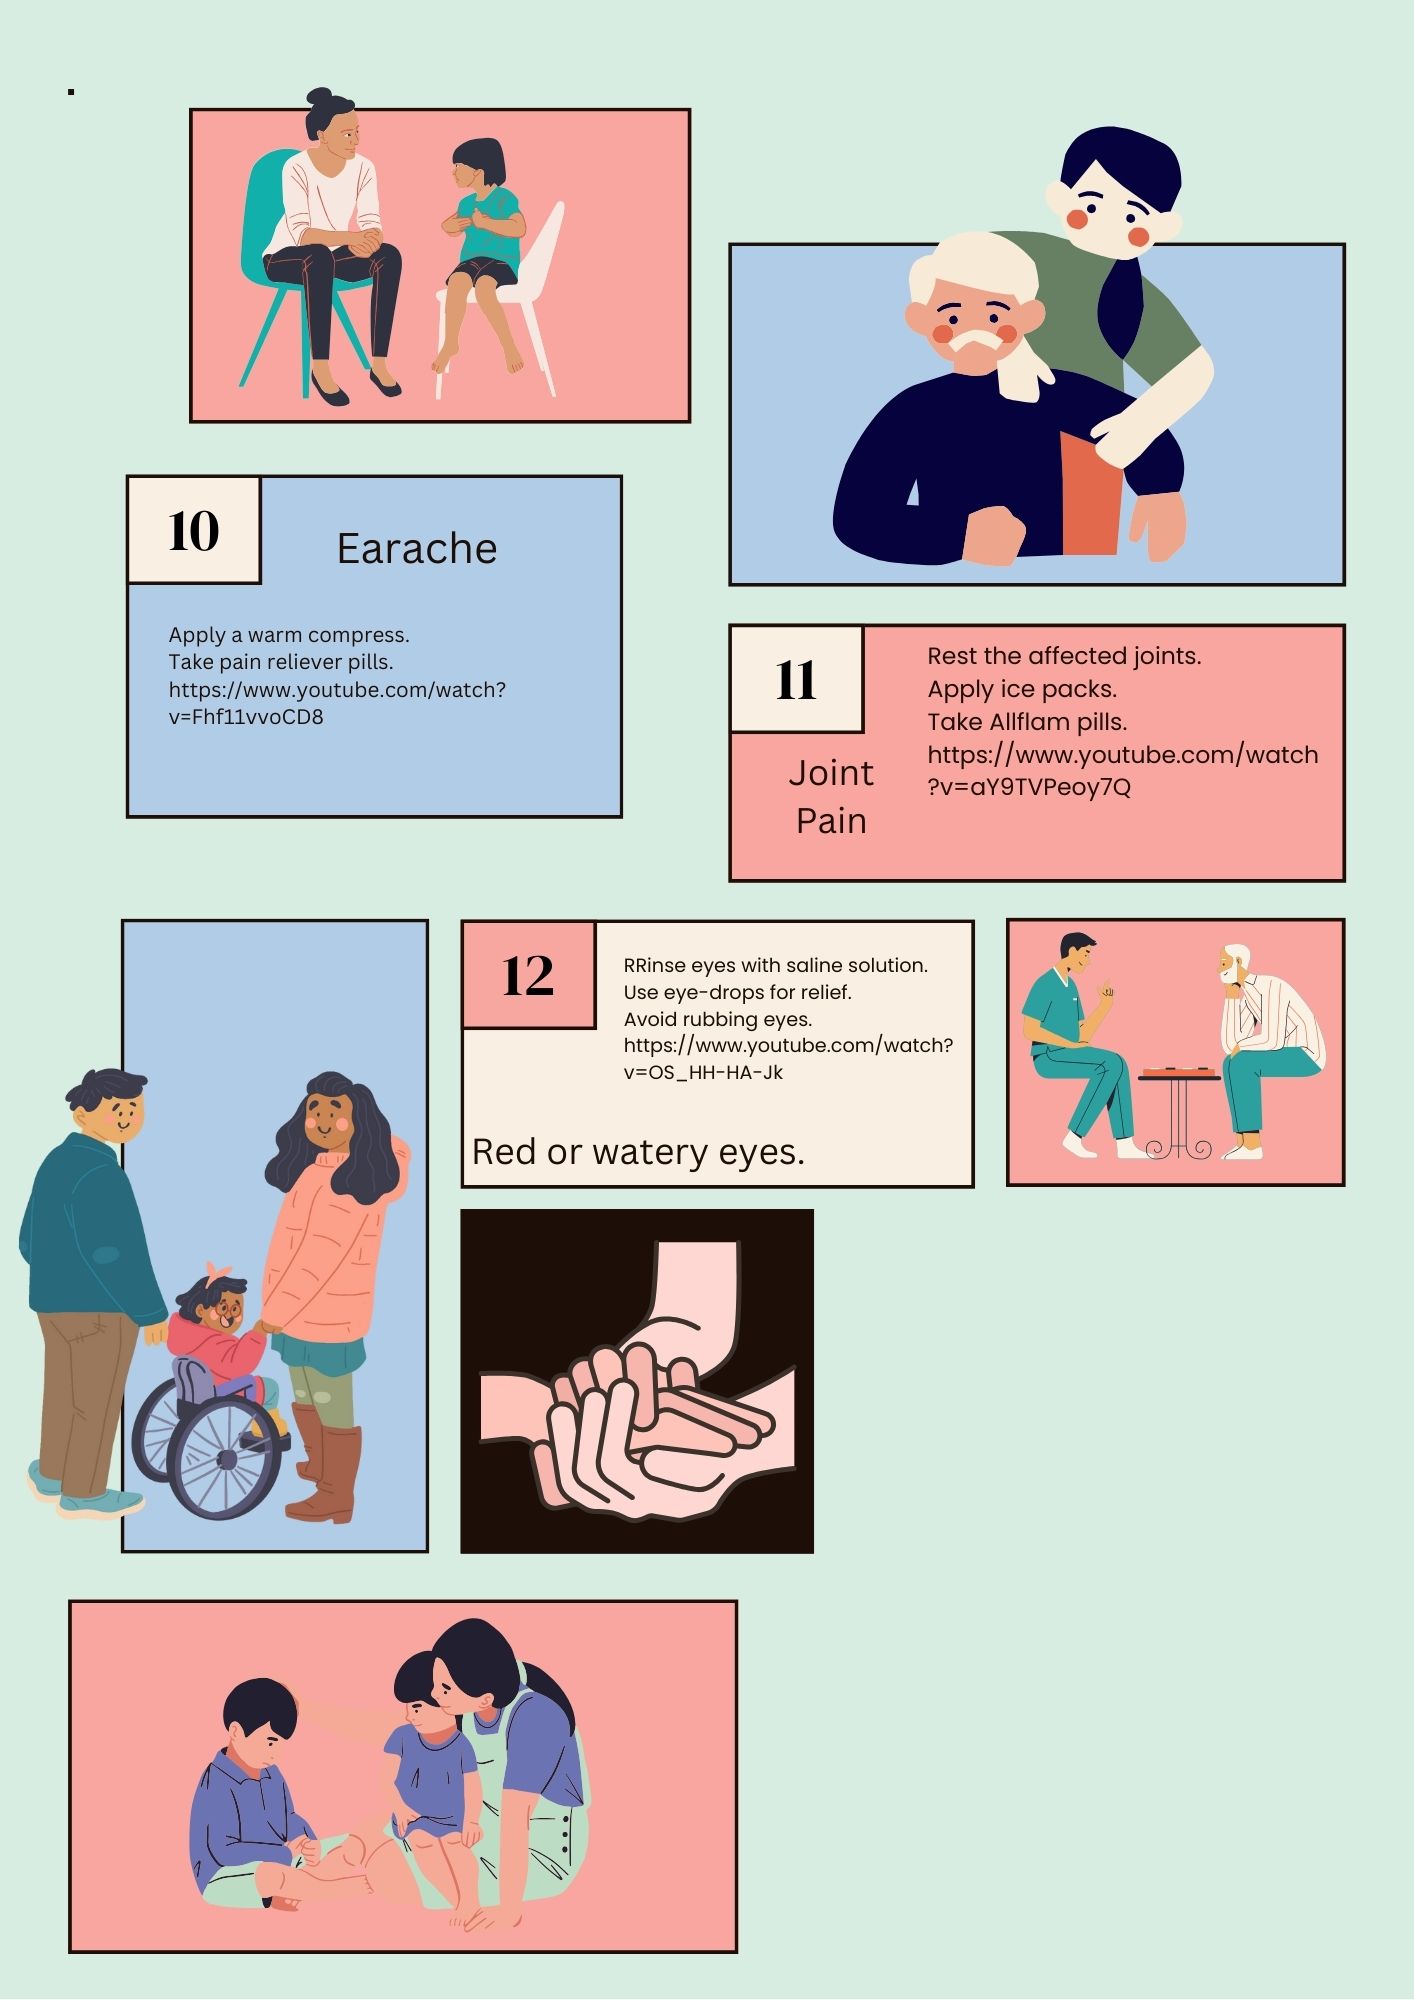 10
Earache
Apply a warm compress.
Take pain reliever pills.
https://www.youtube.com/watch?
v=Fhf11vvoCD8
11
Joint
Pain
Rest the affected joints.
Apply ice packs.
Take Allflam pills.
https://www.youtube.com/watch
?v=aY9TVPeoy7Q
12
RRinse eyes with saline solution.
Use eye-drops for relief.
Avoid rubbing eyes.
https://www.youtube.com/watch?
v=OS_HH-HA-Jk
Red or watery eyes.